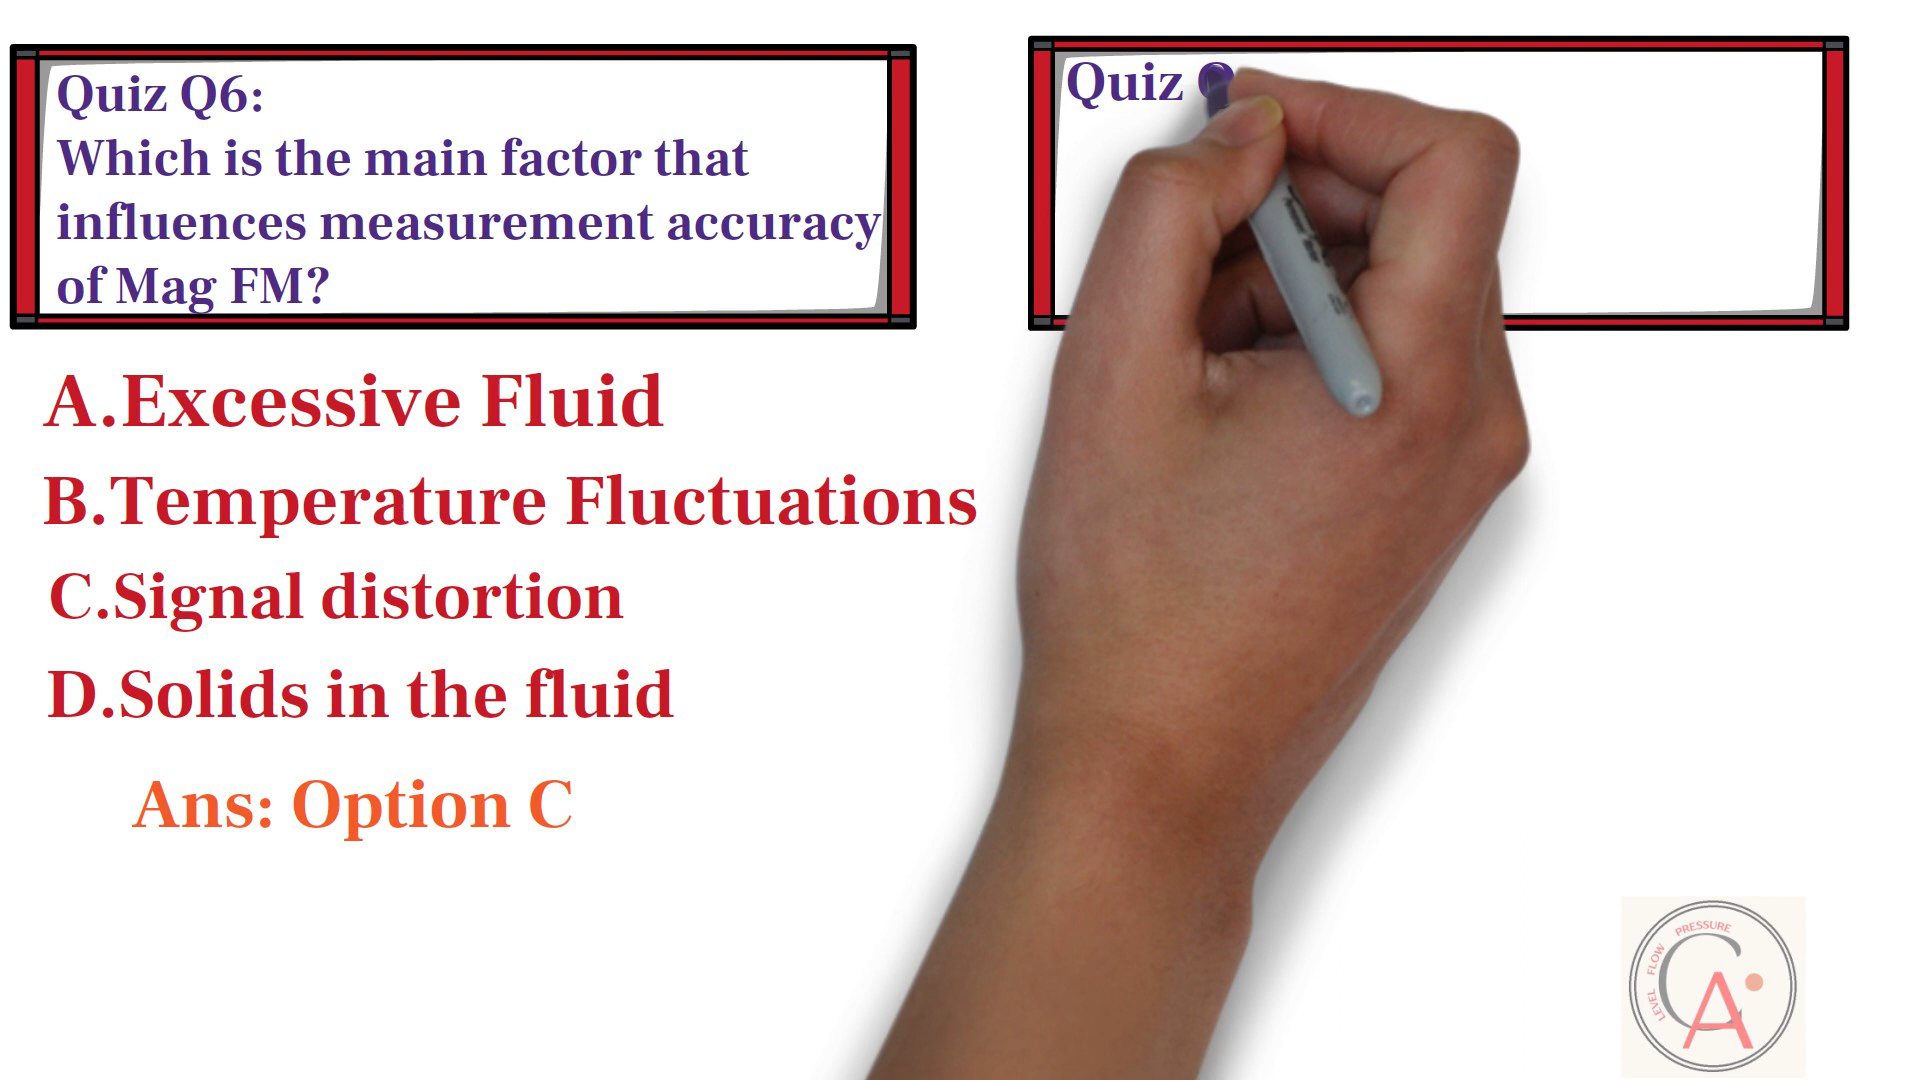 Quiz Q6:
Which is the main factor that
influences measurement accuracy
of Mag FM?
A.Excessive Fluid
B.Temperature Fluctuations
C.Signal distortion
D.Solids in the fluid
Ans: Option C
Quiz
LEVEL FLOW PRESSURE
CA